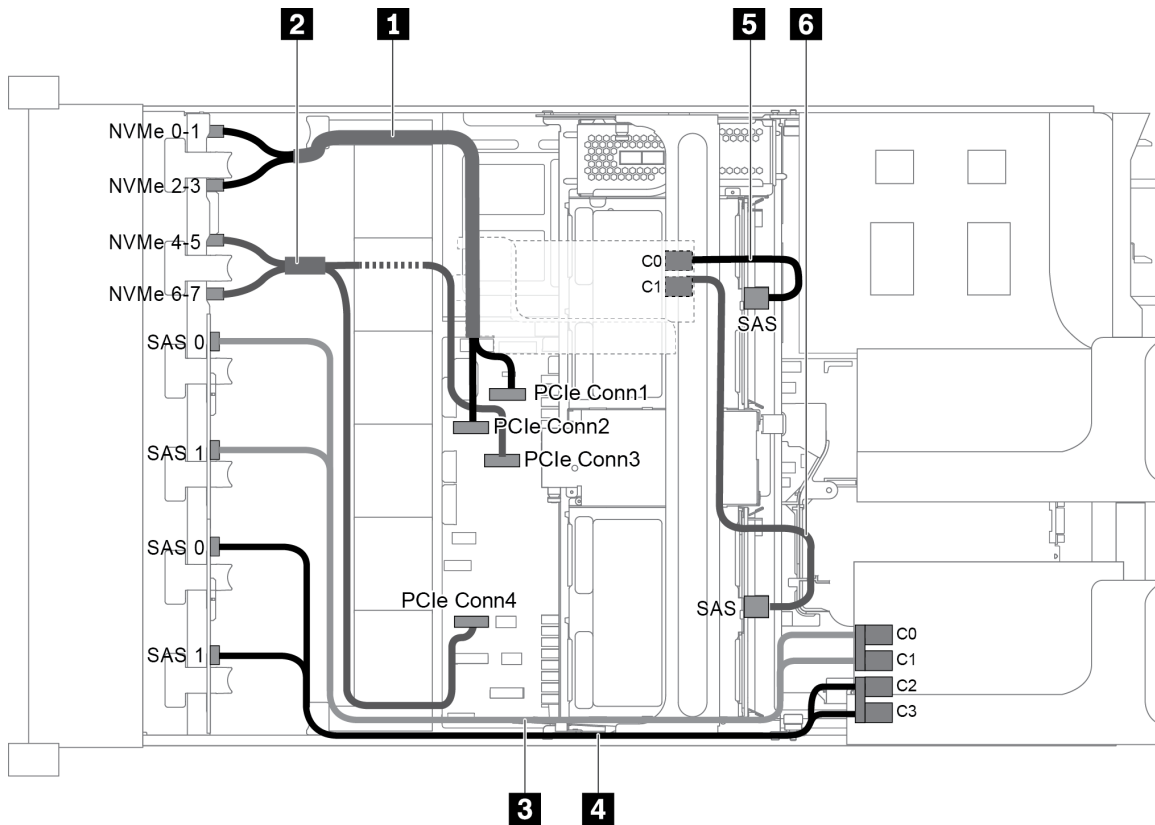 2
1
5
6
NVMe 0-1
NVMe 2-3
NVMe 4-5
NVMe 6-7
C0
C1
SAS
SAS 0
PCIe Conn1
PCIe Conn2
SAS 1
PCIe Conn3
SAS 0
PCIe Conn4
SAS
SAS 1
C0
C1
C2
C3
3
4